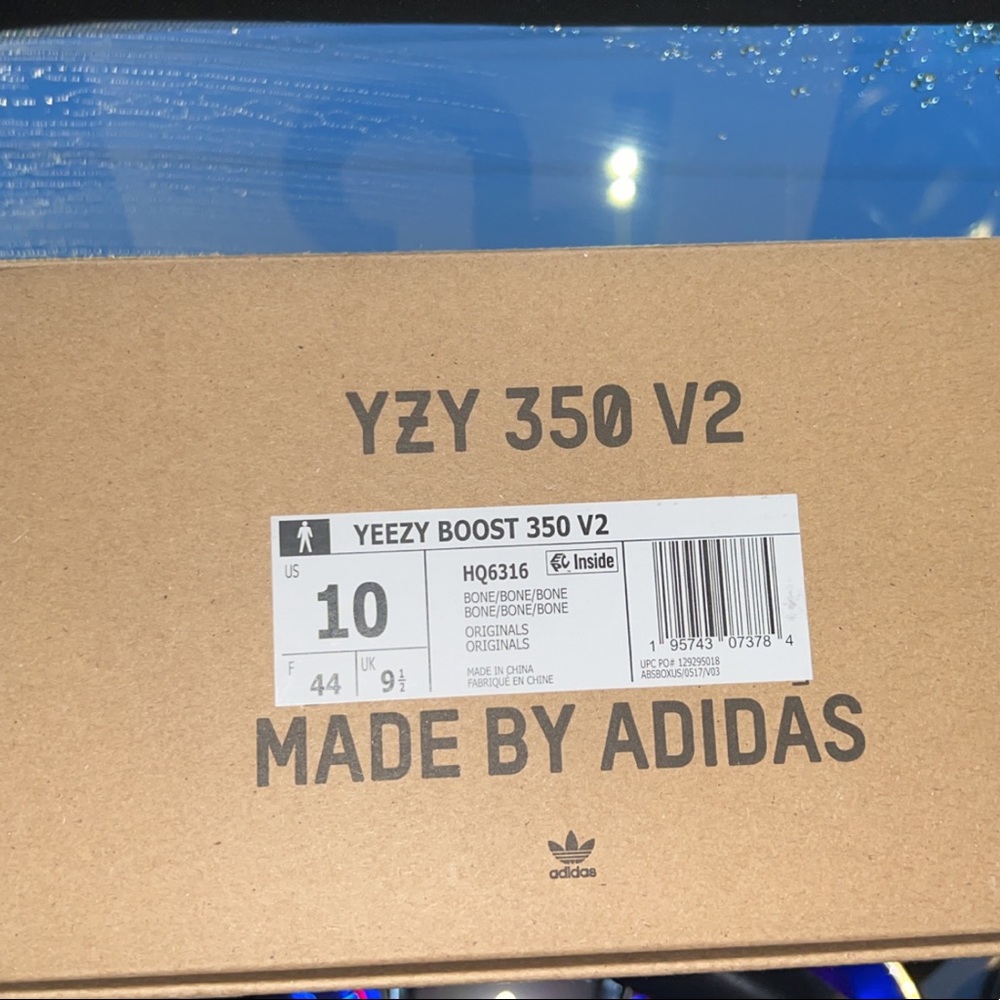 YZY 350 V2
YEEZY BOOST 350 V2
US
10
F
44
UK
9 1/2
HQ6316
Inside
BONE/BONE/BONE
BONE/BONE/BONE
ORIGINALS
ORIGINALS
MADE IN CHINA
FABRIQUÉ EN CHINE
1 95743 07378 4
UPC PO# 129295018
ABSBOXUS/0517/V03
MADE BY ADIDAS
adidas